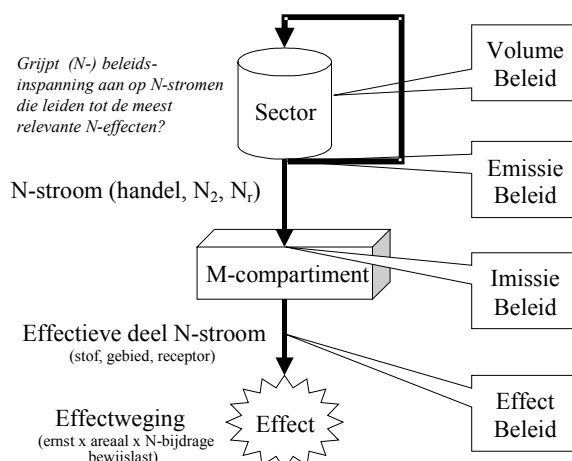 Grijpt (N-) beleids-
inspanning aan op N-stromen
die leiden tot de meest
relevante N-effecten?
Sector
Volume
Beleid
N-stroom (handel, N₂, Nᵣ)
Emissie
Beleid
M-compartiment
Imissie
Beleid
Effectieve deel N-stroom
(stof, gebied, receptor)
Effectweging
(ernst x areaal x N-bijdrage
bewijslast)
Effect
Effect
Beleid